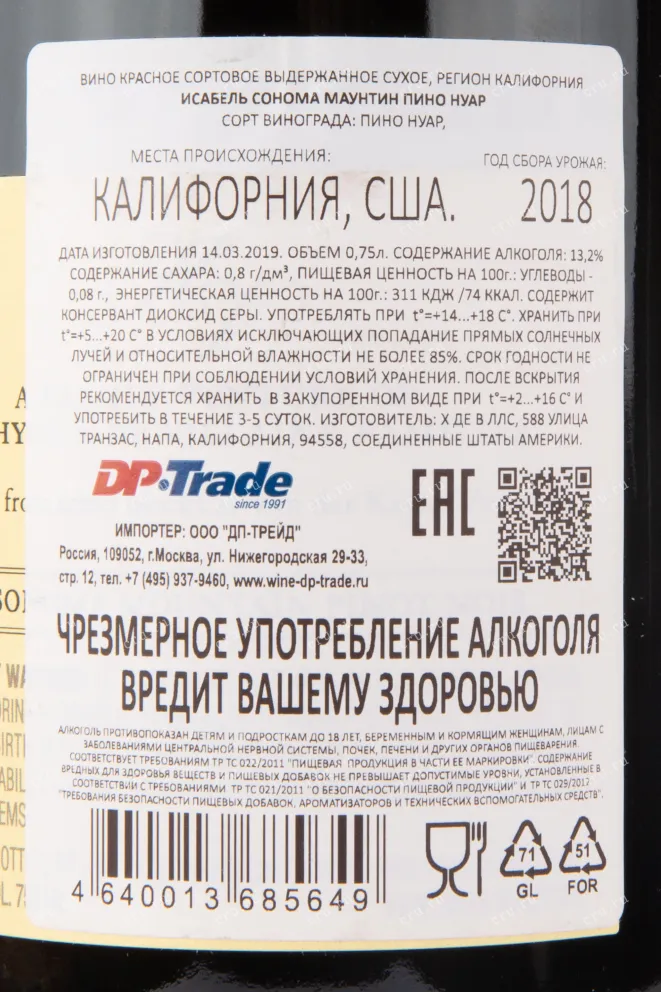 ВИНО КРАСНОЕ СОРТОВОЕ ВЫДЕРЖАННОЕ СУХОЕ, РЕГИОН КАЛИФОРНИЯ
ИСАБЕЛЬ СОНОМА МАУНТИН ПИНО НУАР
СОРТ ВИНОГРАДА: ПИНО НУАР,
МЕСТА ПРОИСХОЖДЕНИЯ:
ГОД СБОРА УРОЖАЯ:
КАЛИФОРНИЯ, США.
2018
ДАТА ИЗГОТОВЛЕНИЯ 14.03.2019. ОБЪЕМ 0,75л. СОДЕРЖАНИЕ АЛКОГОЛЯ: 13,2%
СОДЕРЖАНИЕ САХАРА: 0,8 г/дм³, ПИЩЕВАЯ ЦЕННОСТЬ НА 100г.: УГЛЕВОДЫ -
0,08 г., ЭНЕРГЕТИЧЕСКАЯ ЦЕННОСТЬ НА 100г.: 311 КДЖ /74 ККАЛ. СОДЕРЖИТ
КОНСЕРВАНТ ДИОКСИД СЕРЫ. УПОТРЕБЛЯТЬ ПРИ t°=+14...+18 С°. ХРАНИТЬ ПРИ
t°=+5...+20 С° В УСЛОВИЯХ ИСКЛЮЧАЮЩИХ ПОПАДАНИЕ ПРЯМЫХ СОЛНЕЧНЫХ
ЛУЧЕЙ И ОТНОСИТЕЛЬНОЙ ВЛАЖНОСТИ НЕ БОЛЕЕ 85%. СРОК ГОДНОСТИ НЕ
ОГРАНИЧЕН ПРИ СОБЛЮДЕНИИ УСЛОВИЙ ХРАНЕНИЯ. ПОСЛЕ ВСКРЫТИЯ
РЕКОМЕНДУЕТСЯ ХРАНИТЬ В ЗАКУПОРЕННОМ ВИДЕ ПРИ t°=+2...+16 С° И
УПОТРЕБИТЬ В ТЕЧЕНИЕ 3-5 СУТОК. ИЗГОТОВИТЕЛЬ: Х ДЕ В ЛЛС, 588 УЛИЦА
ТРАНЗАС, НАПА, КАЛИФОРНИЯ, 94558, СОЕДИНЕННЫЕ ШТАТЫ АМЕРИКИ.
DP·Trade
since 1991
EAC
ИМПОРТЕР: ООО "ДП-ТРЕЙД"
Россия, 109052, г.Москва, ул. Нижегородская 29-33,
стр. 12, тел. +7 (495) 937-9460, www.wine-dp-trade.ru
ЧРЕЗМЕРНОЕ УПОТРЕБЛЕНИЕ АЛКОГОЛЯ
ВРЕДИТ ВАШЕМУ ЗДОРОВЬЮ
АЛКОГОЛЬ ПРОТИВОПОКАЗАН ДЕТЯМ И ПОДРОСТКАМ ДО 18 ЛЕТ, БЕРЕМЕННЫМ И КОРМЯЩИМ ЖЕНЩИНАМ, ЛИЦАМ С
ЗАБОЛЕВАНИЯМИ ЦЕНТРАЛЬНОЙ НЕРВНОЙ СИСТЕМЫ, ПОЧЕК, ПЕЧЕНИ И ДРУГИХ ОРГАНОВ ПИЩЕВАРЕНИЯ.
СООТВЕТСТВУЕТ ТРЕБОВАНИЯМ ТР ТС 022/2011 "ПИЩЕВАЯ ПРОДУКЦИЯ В ЧАСТИ ЕЕ МАРКИРОВКИ". СОДЕРЖАНИЕ
ВРЕДНЫХ ДЛЯ ЗДОРОВЬЯ ВЕЩЕСТВ И ПИЩЕВЫХ ДОБАВОК НЕ ПРЕВЫШАЕТ ДОПУСТИМЫЕ УРОВНИ, УСТАНОВЛЕННЫЕ В
СООТВЕТСТВИИ С ТРЕБОВАНИЯМИ ТР ТС 021/2011 "О БЕЗОПАСНОСТИ ПИЩЕВОЙ ПРОДУКЦИИ" И ТР ТС 029/2012
"ТРЕБОВАНИЯ БЕЗОПАСНОСТИ ПИЩЕВЫХ ДОБАВОК, АРОМАТИЗАТОРОВ И ТЕХНИЧЕСКИХ ВСПОМОГАТЕЛЬНЫХ СРЕДСТВ".
4 640013 685649
71
GL
51
FOR